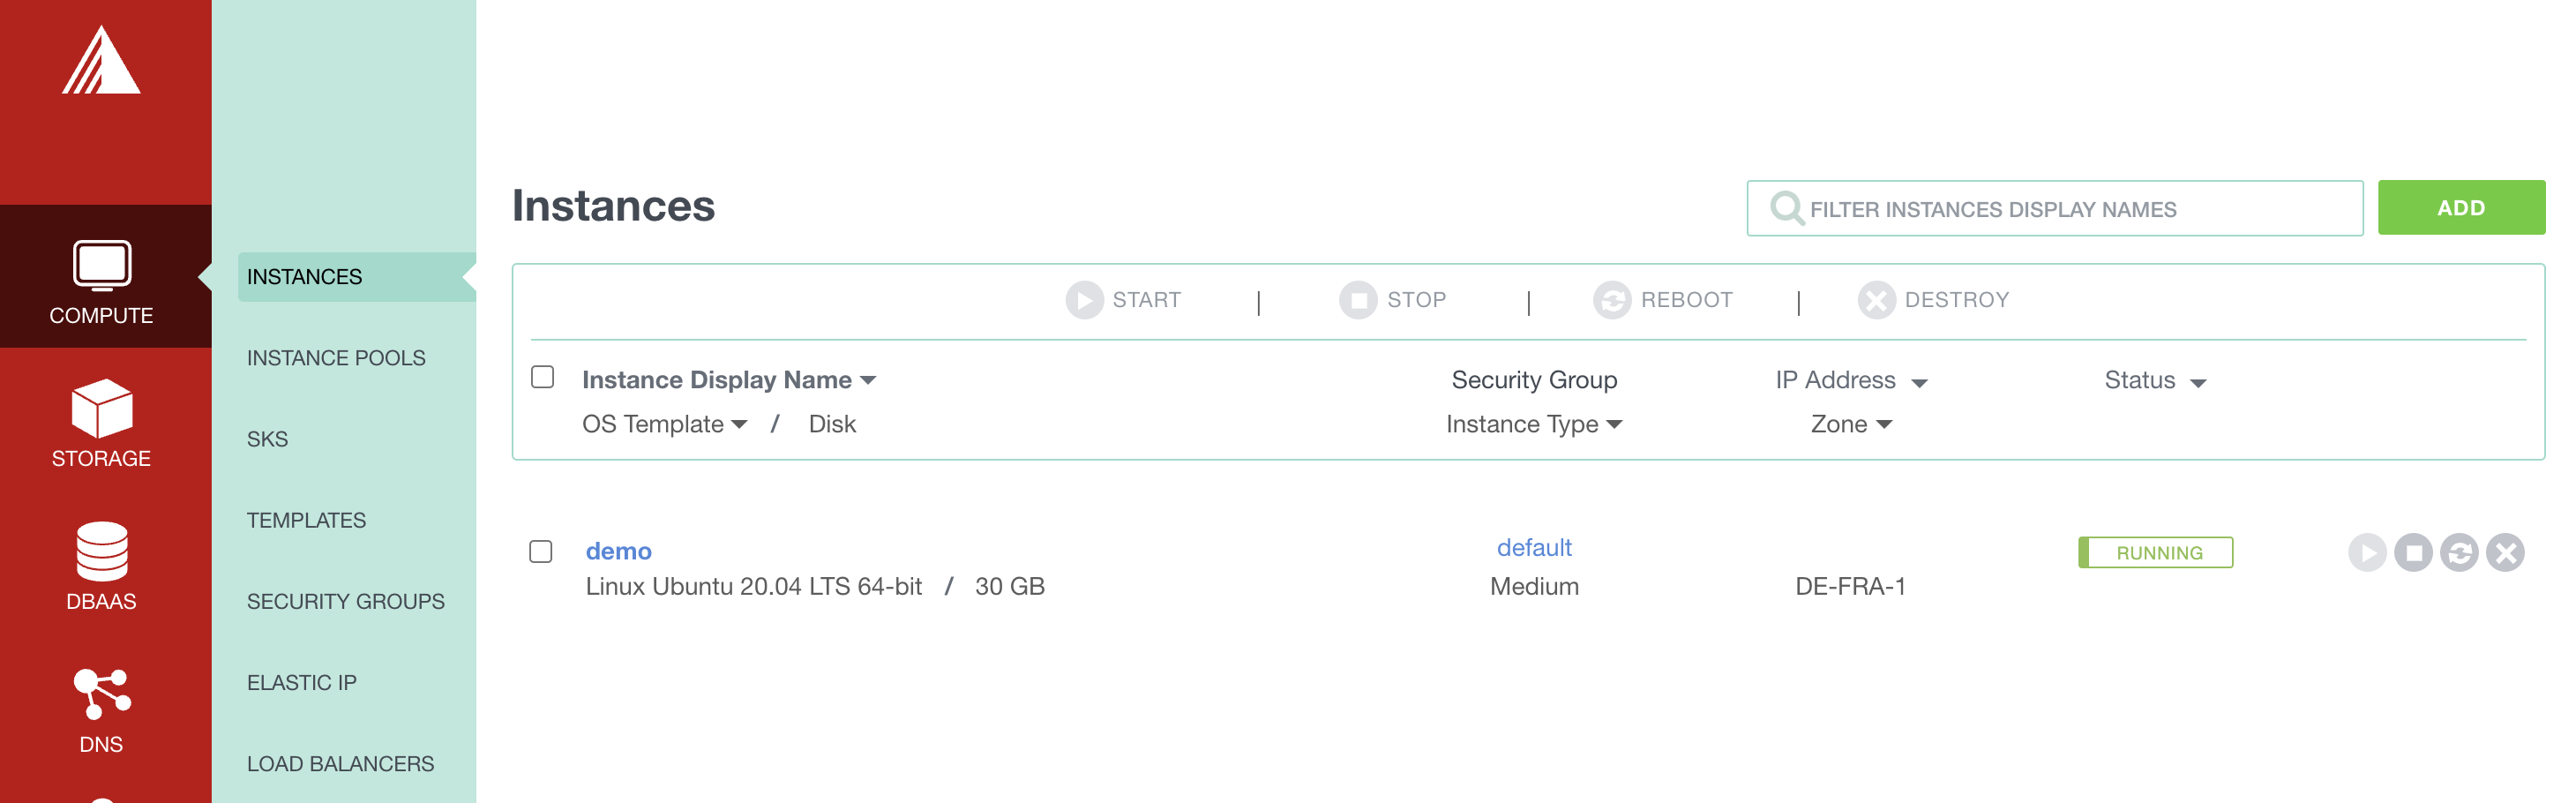 COMPUTE
STORAGE
DBAAS
DNS
INSTANCES
INSTANCE POOLS
SKS
TEMPLATES
SECURITY GROUPS
ELASTIC IP
LOAD BALANCERS
Instances
FILTER INSTANCES DISPLAY NAMES
ADD
START | STOP | REBOOT | DESTROY
Instance Display Name Security Group IP Address Status
OS Template / Disk Instance Type Zone
demo default RUNNING
Linux Ubuntu 20.04 LTS 64-bit / 30 GB Medium DE-FRA-1